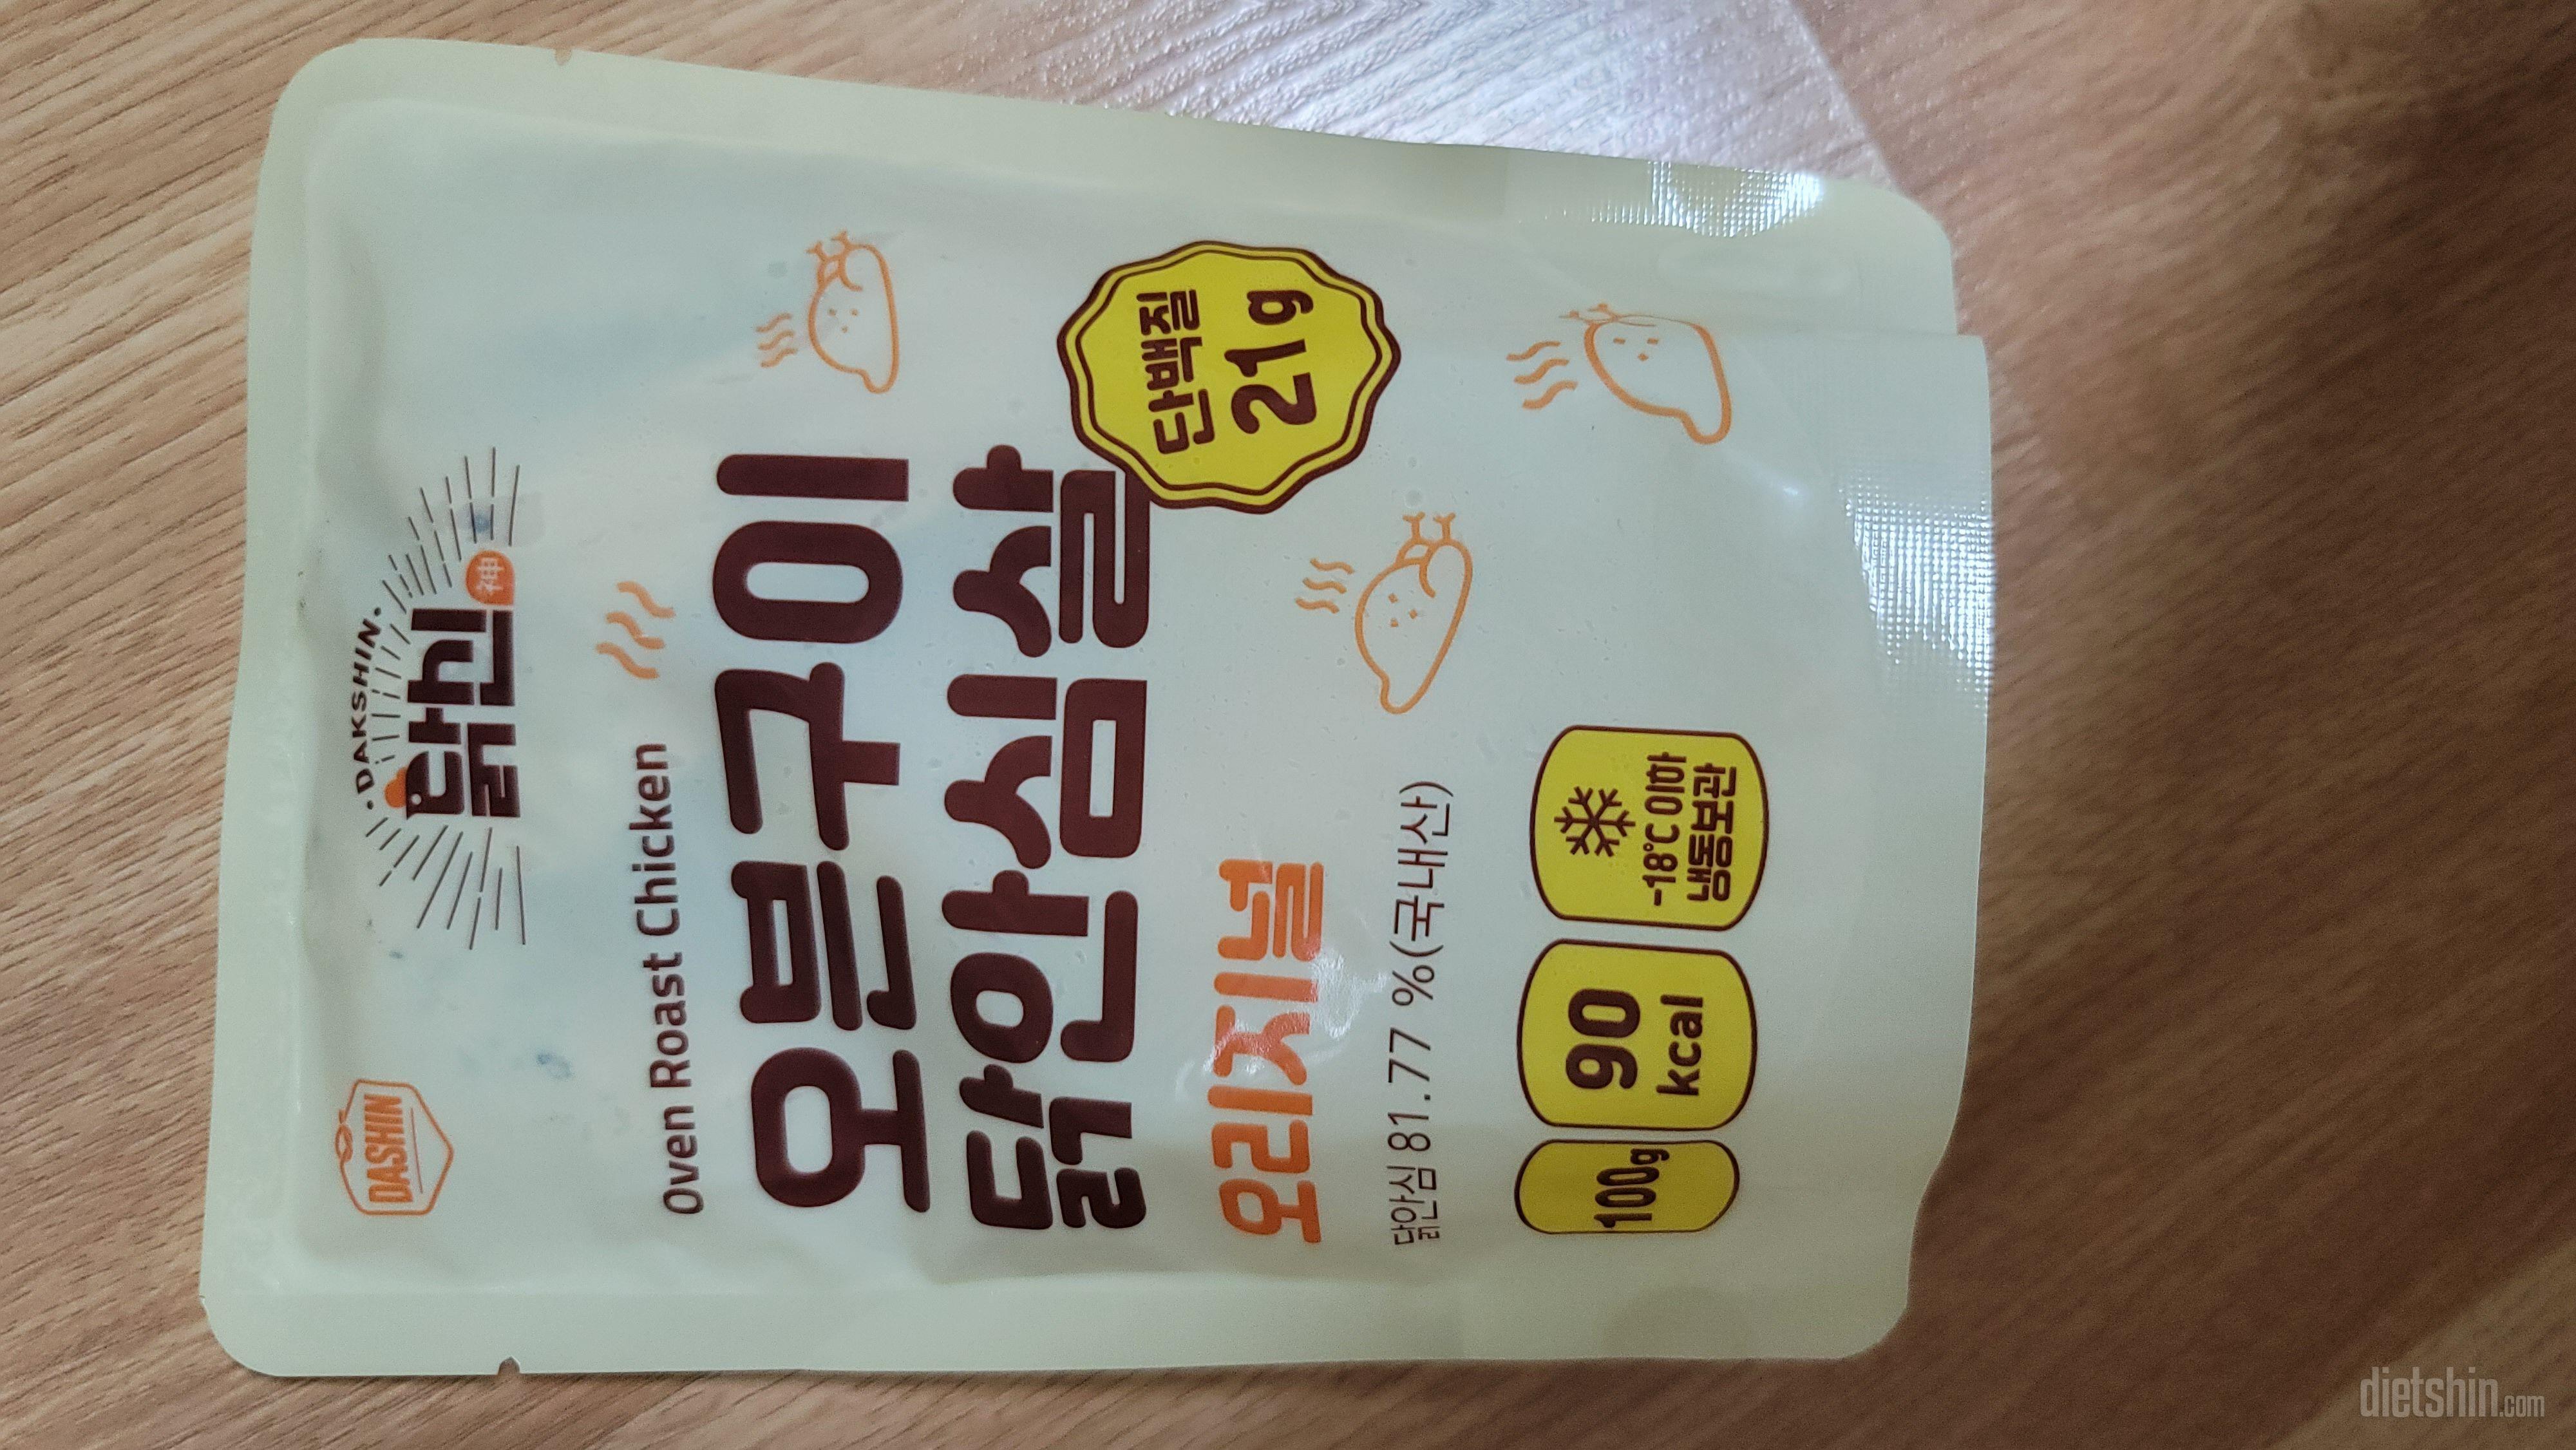 DASHIN
·DAKSHIN·
닭신
神
Oven Roast Chicken
오븐구이
닭안심살
단백질
21g
오리지널
닭안심 81.77 %(국내산)
100g
90
kcal
-18℃ 이하
냉동보관
dietshin.com